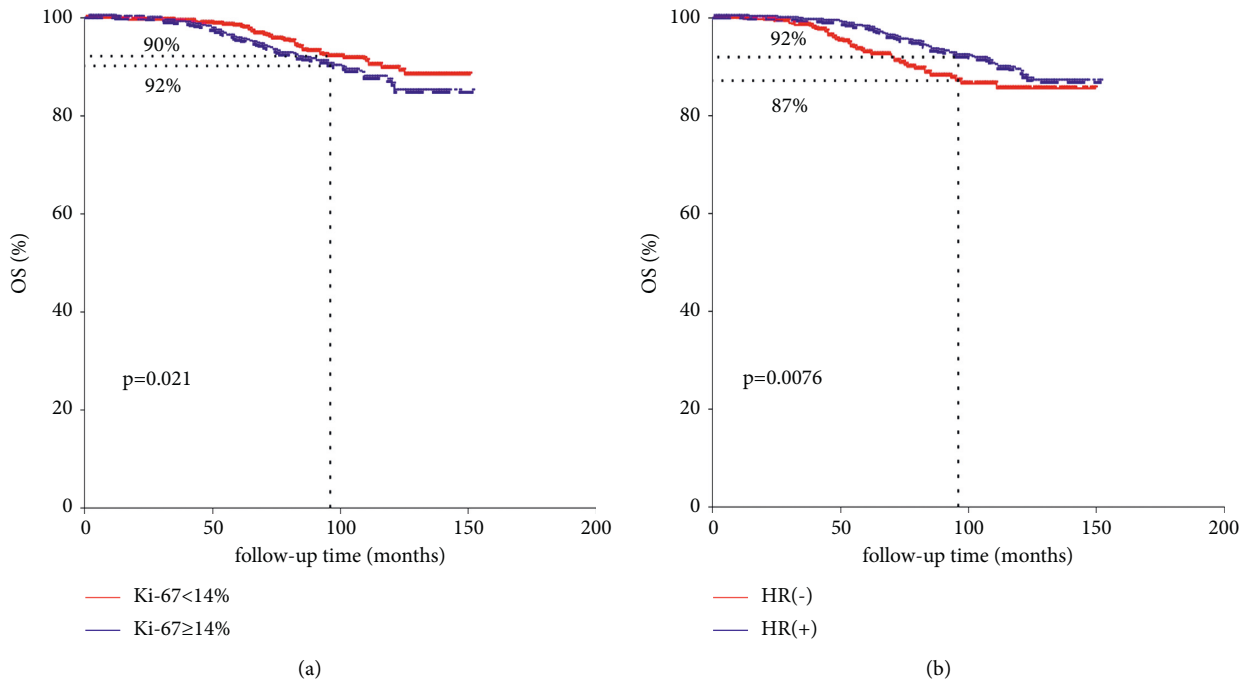 100
80
60
40
20
0
OS (%)
90%
92%
p=0.021
0 50 100 150 200
follow-up time (months)
Ki-67<14%
Ki-67≥14%
(a)
100
80
60
40
20
0
OS (%)
92%
87%
p=0.0076
0 50 100 150 200
follow-up time (months)
HR(-)
HR(+)
(b)